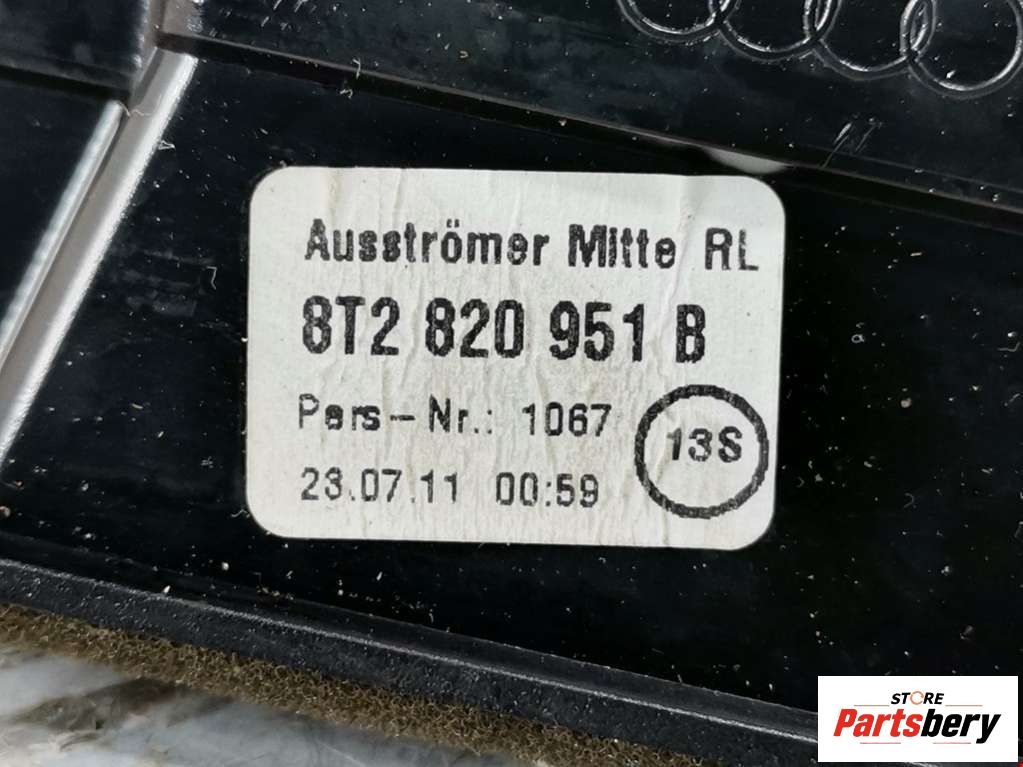 Ausströmer Mitte RL
8T2 820 951 B
Pers-Nr.: 1067
13S
23.07.11 00:59
STORE
Partsbery